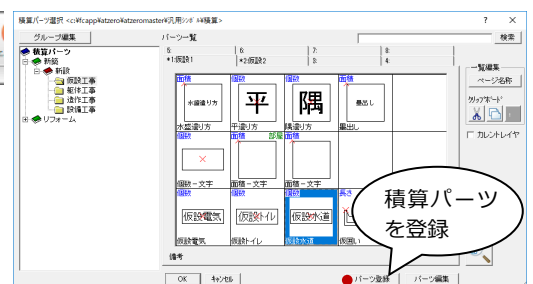 積算パーツ選択 <c:¥fcapp¥atzero¥atzeromaster¥汎用ｼﾝﾎﾞﾙ¥積算>
? ×
グループ編集
パーツ一覧
検索
積算パーツ
新築
新設
仮設工事
躯体工事
造作工事
設備工事
リフォーム
5: 6: 7: 8:
*1:仮設1 *2:仮設2 3: 4:
面積 個数 個数 面積
水盛遣り方 平 隅 墨出し
水盛遣り方 平遣り方 隅遣り方 墨出し
個数 面積 部屋 面積
個数-文字 面積-文字 面積-文字
個数 個数 個数 長さ
仮設電気 仮設トイレ 仮設水道
仮設電気 仮設トイレ 仮設水道 仮囲い
備考
一覧編集
ページ名称
ｸﾘｯﾌﾟﾎﾞｰﾄﾞ
カレントレイヤ
積算パーツ
を登録
OK ｷｬﾝｾﾙ パーツ登録 パーツ編集